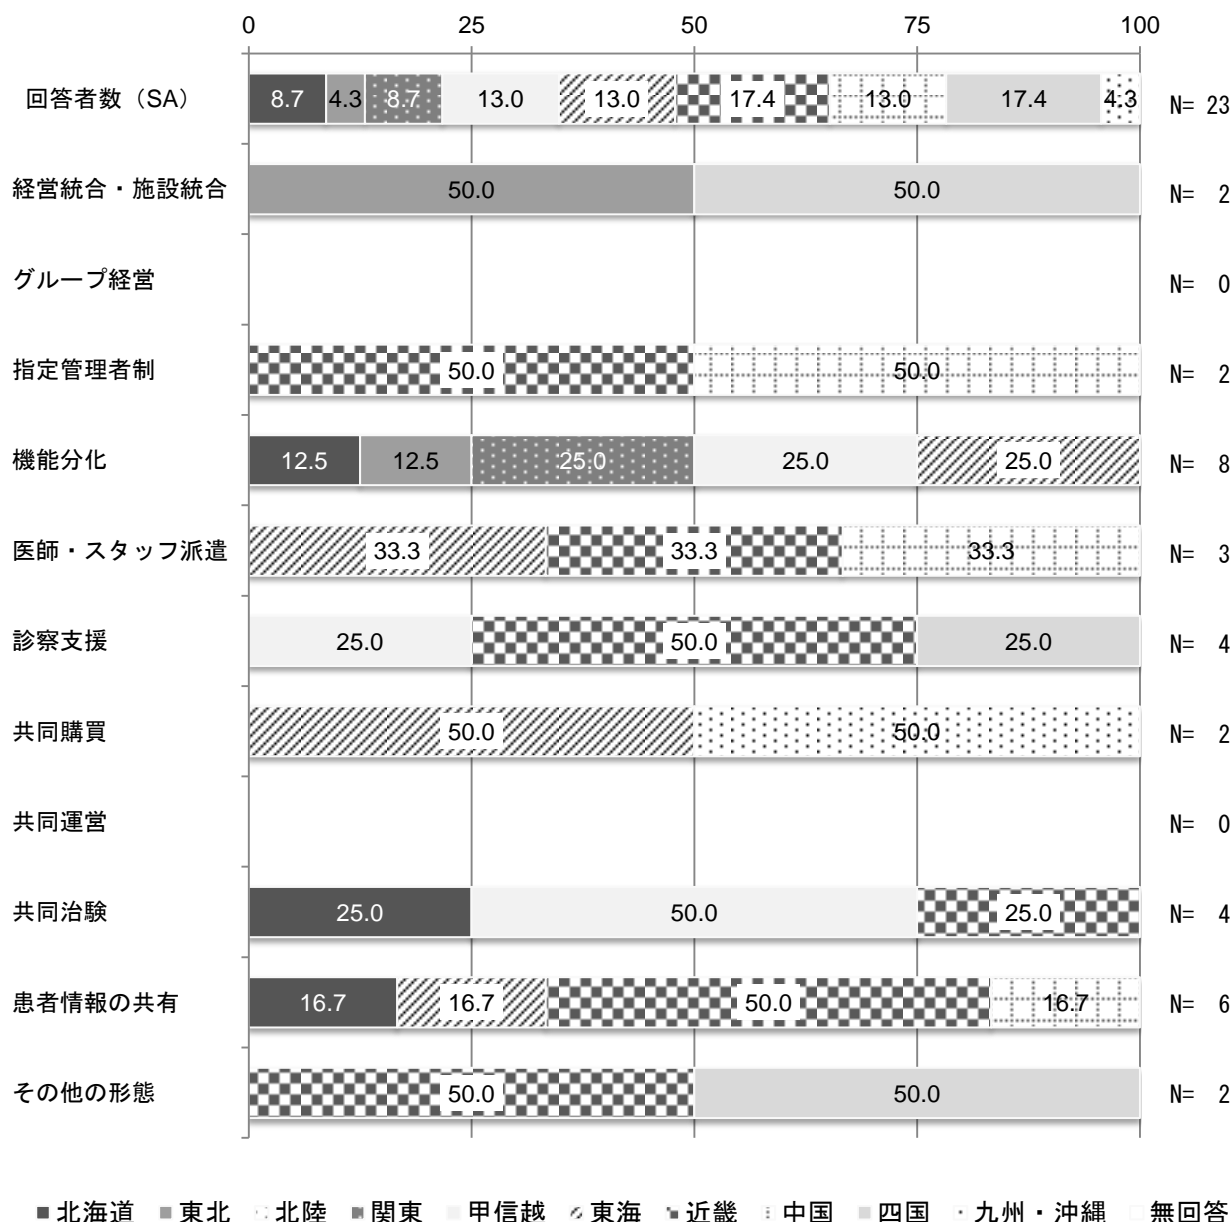 0 25 50 75 100
回答者数（SA） 8.7 4.3 8.7 13.0 13.0 17.4 13.0 17.4 4.3 N= 23
経営統合・施設統合 50.0 50.0 N= 2
グループ経営 N= 0
指定管理者制 50.0 50.0 N= 2
機能分化 12.5 12.5 25.0 25.0 25.0 N= 8
医師・スタッフ派遣 33.3 33.3 33.3 N= 3
診察支援 25.0 50.0 25.0 N= 4
共同購買 50.0 50.0 N= 2
共同運営 N= 0
共同治験 25.0 50.0 25.0 N= 4
患者情報の共有 16.7 16.7 50.0 16.7 N= 6
その他の形態 50.0 50.0 N= 2
北海道 東北 北陸 関東 甲信越 東海 近畿 中国 四国 九州・沖縄 無回答